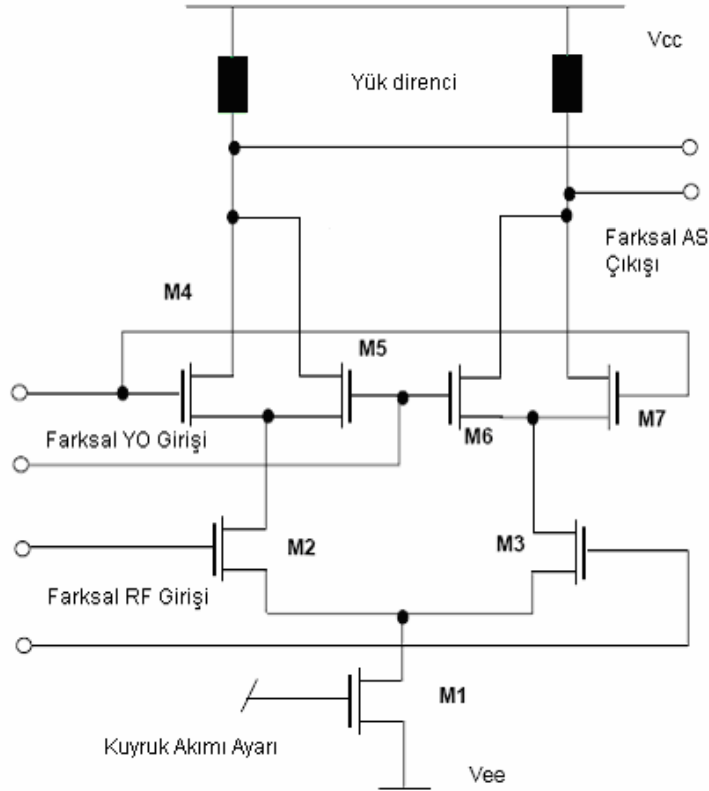 Vcc
Yük direnci
Farksal AS
Çıkışı
M4
M5
M6
M7
Farksal YO Girişi
M2
M3
Farksal RF Girişi
M1
Kuyruk Akımı Ayarı
Vee